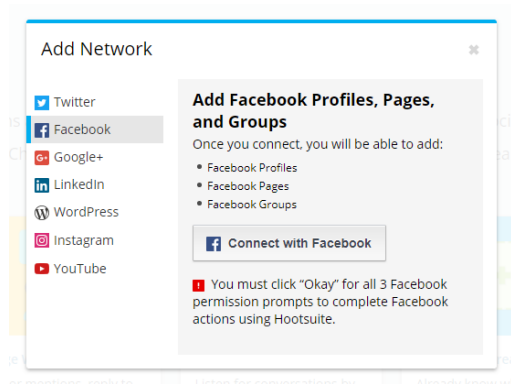 Add Network
Twitter
Facebook
Google+
LinkedIn
WordPress
Instagram
YouTube
Add Facebook Profiles, Pages,
and Groups
Once you connect, you will be able to add:
• Facebook Profiles
• Facebook Pages
• Facebook Groups
Connect with Facebook
! You must click “Okay” for all 3 Facebook
permission prompts to complete Facebook
actions using Hootsuite.